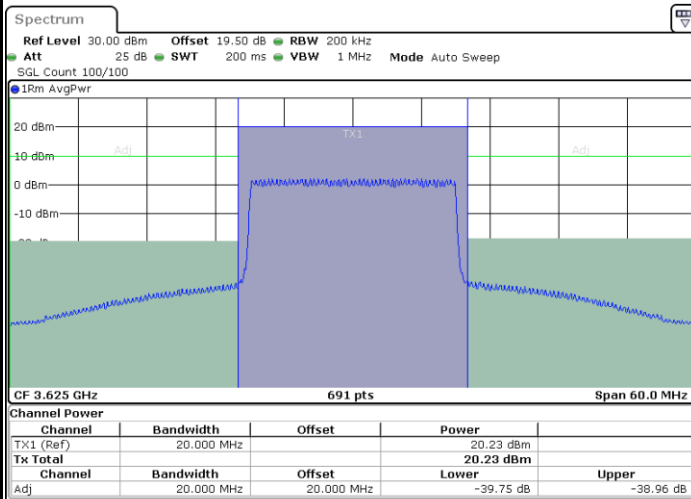 Spectrum
Ref Level 30.00 dBm Offset 19.50 dB RBW 200 kHz
Att 25 dB SWT 200 ms VBW 1 MHz Mode Auto Sweep
SGL Count 100/100
1Rm AvgPwr
20 dBm
TX1
Adj
Adj
10 dBm
0 dBm
-10 dBm
CF 3.625 GHz 691 pts Span 60.0 MHz
Channel Power
Channel Bandwidth Offset Power
TX1 (Ref) 20.000 MHz 20.23 dBm
Tx Total 20.23 dBm
Channel Bandwidth Offset Lower Upper
Adj 20.000 MHz 20.000 MHz -39.75 dB -38.96 dB